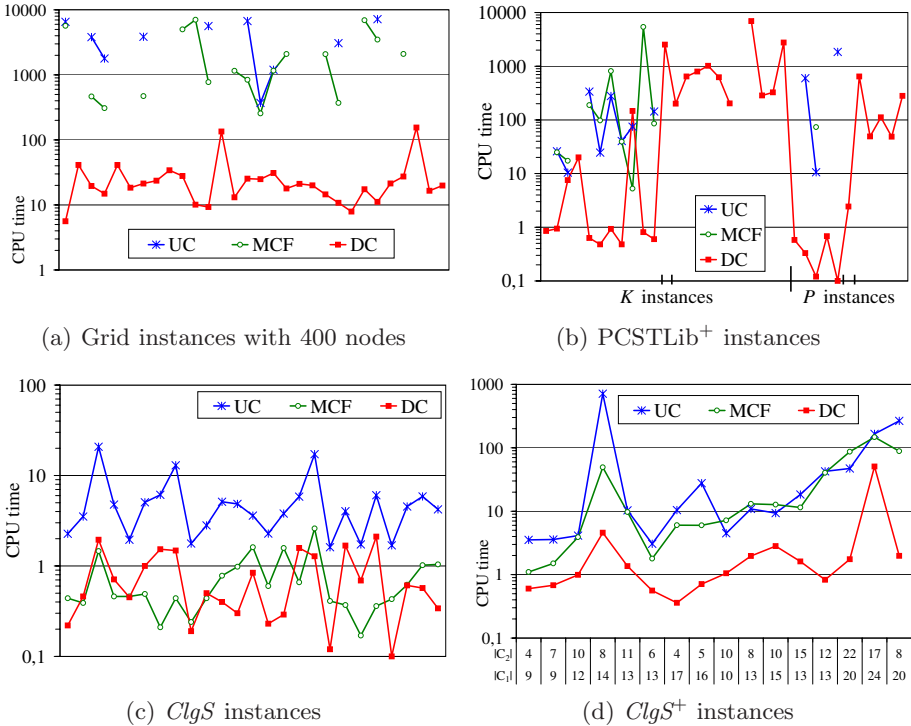 10000
1000
100
10
1
CPU time
UC MCF DC
(a) Grid instances with 400 nodes
10000
1000
100
10
1
0,1
CPU time
UC
MCF
DC
K instances P instances
(b) PCSTLib+ instances
100
10
1
0,1
CPU time
UC MCF DC
(c) ClgS instances
1000
100
10
1
0,1
CPU time
UC MCF DC
|C2| 4 7 10 8 11 6 4 5 10 8 10 9 12 22 17 8
|C1| 9 9 12 14 13 13 17 16 10 13 15 15 13 20 24 20
(d) ClgS+ instances